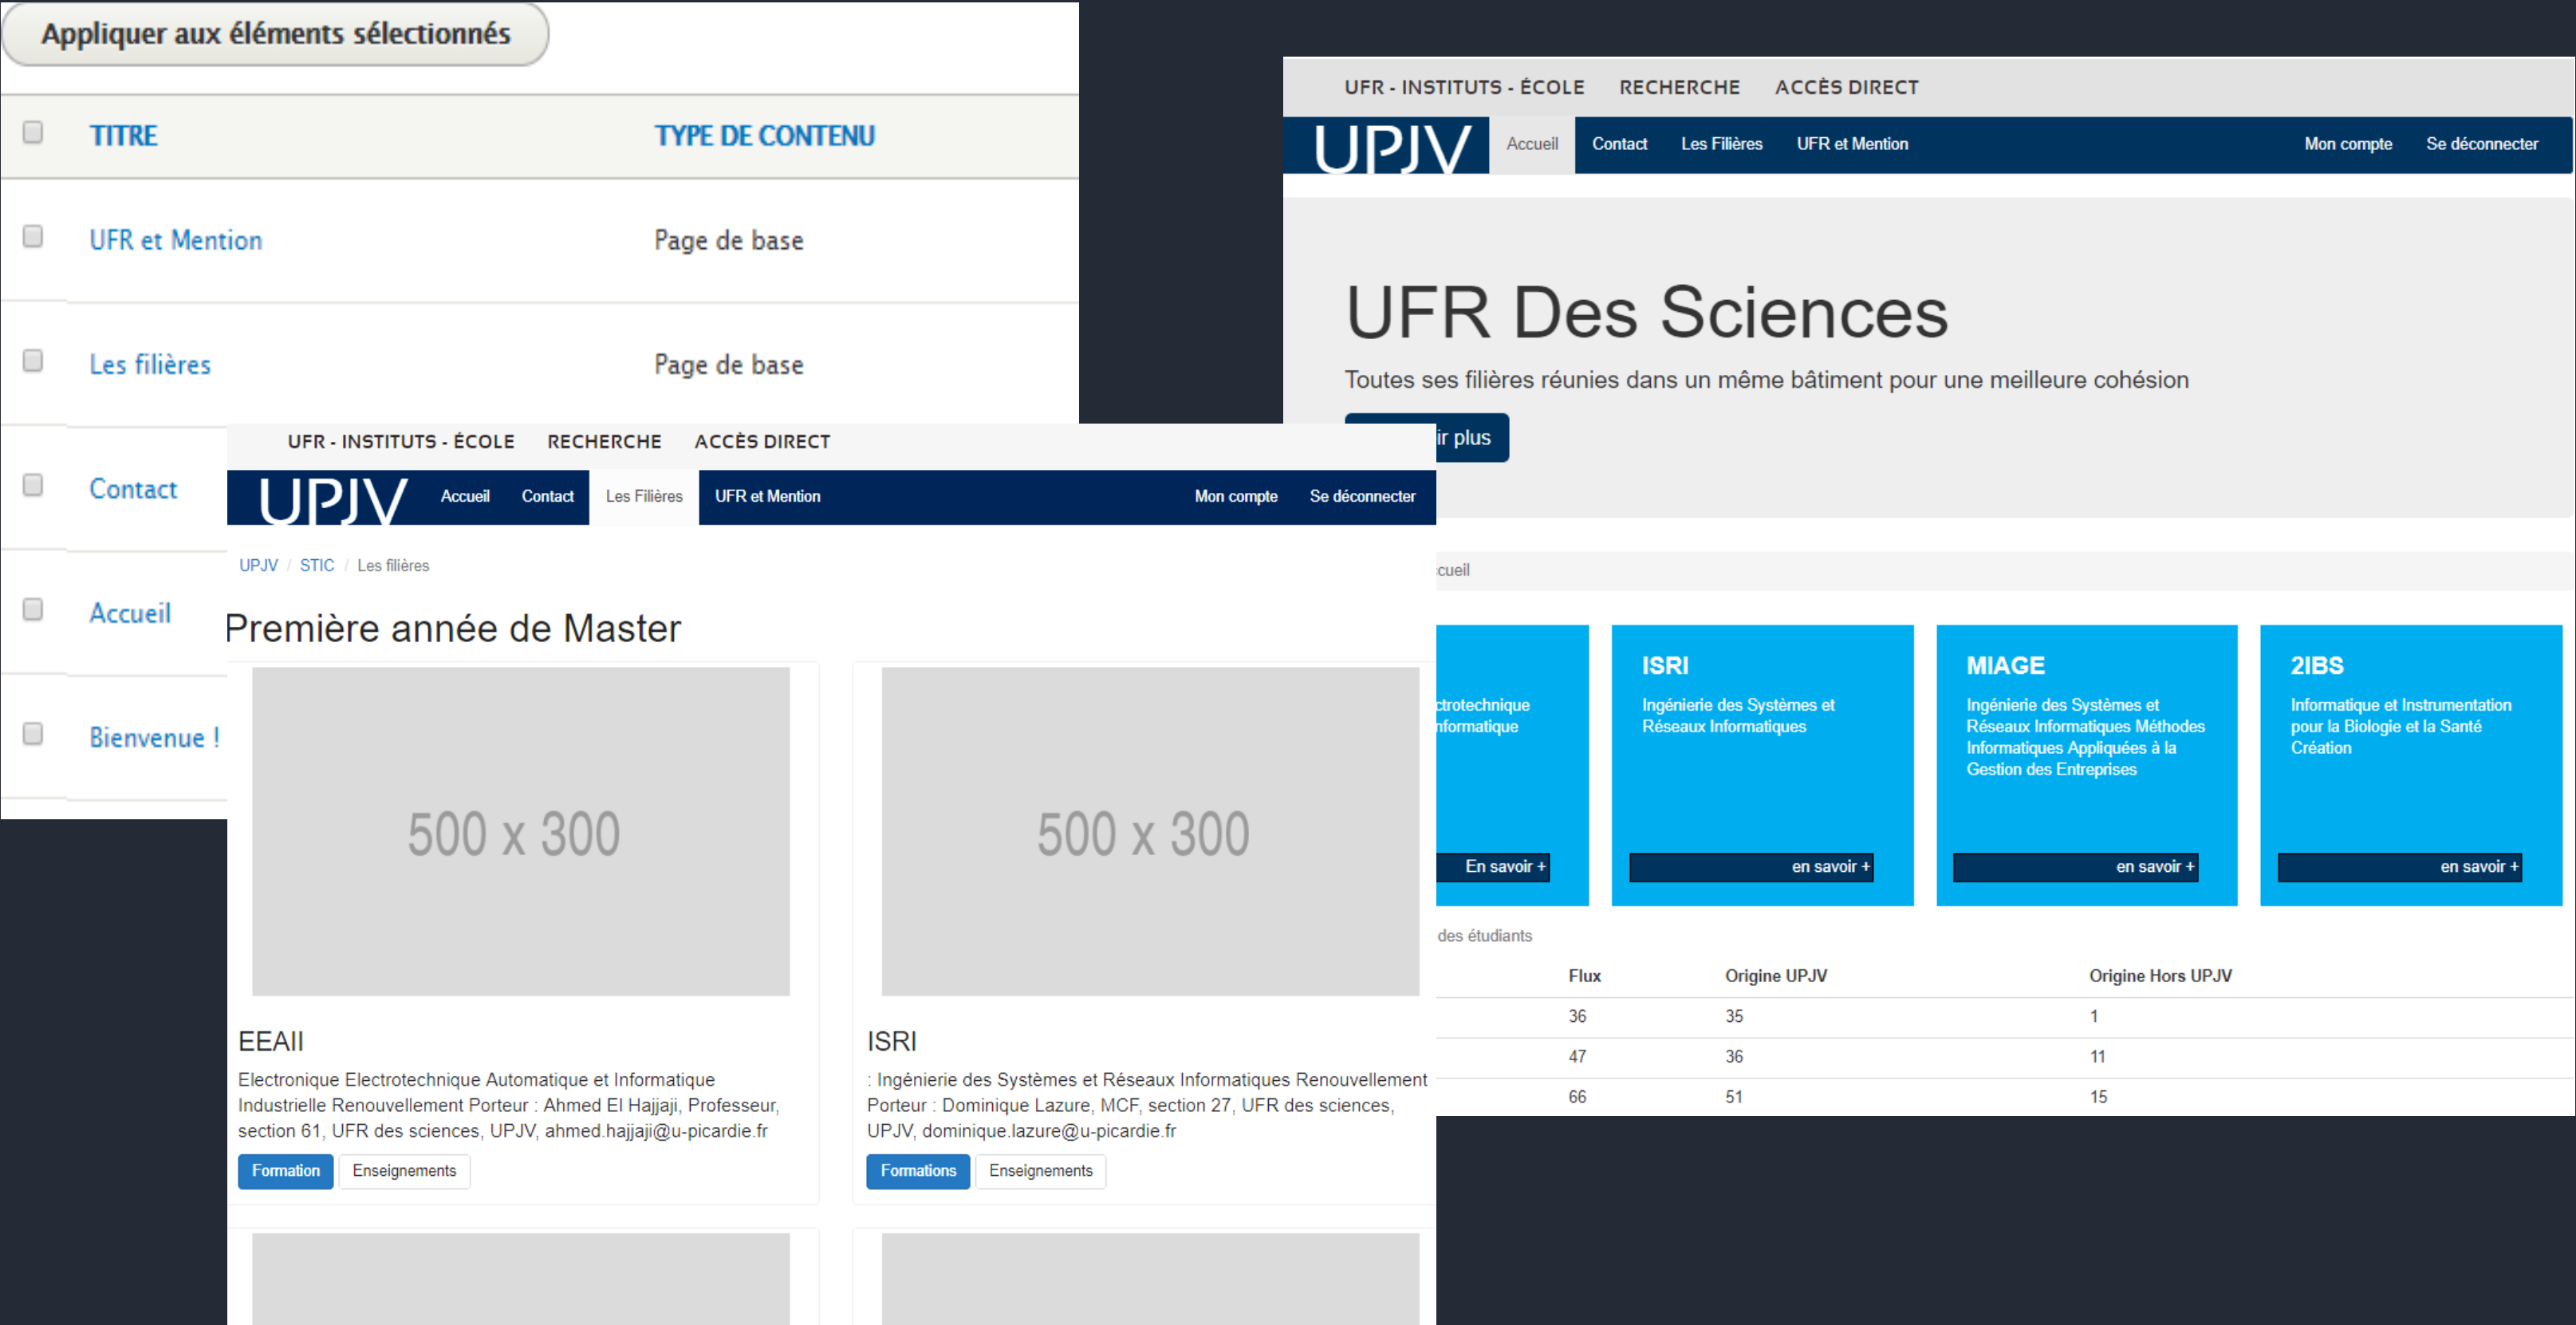 Appliquer aux éléments sélectionnés
TITRE TYPE DE CONTENU
UFR et Mention Page de base
Les filières Page de base
Contact
Accueil
Bienvenue !
UFR - INSTITUTS - ÉCOLE RECHERCHE ACCÈS DIRECT
UPJV Accueil Contact Les Filières UFR et Mention Mon compte Se déconnecter
UPJV / STIC / Les filières
Première année de Master
500 x 300
500 x 300
EEAII
Electronique Electrotechnique Automatique et Informatique
Industrielle Renouvellement Porteur : Ahmed El Hajjaji, Professeur,
section 61, UFR des sciences, UPJV, ahmed.hajjaji@u-picardie.fr
Formation Enseignements
ISRI
: Ingénierie des Systèmes et Réseaux Informatiques Renouvellement
Porteur : Dominique Lazure, MCF, section 27, UFR des sciences,
UPJV, dominique.lazure@u-picardie.fr
Formations Enseignements
UFR - INSTITUTS - ÉCOLE RECHERCHE ACCÈS DIRECT
UPJV Accueil Contact Les Filières UFR et Mention Mon compte Se déconnecter
UFR Des Sciences
Toutes ses filières réunies dans un même bâtiment pour une meilleure cohésion
ir plus
cueil
ctrotechnique
nformatique
En savoir +
ISRI
Ingénierie des Systèmes et
Réseaux Informatiques
en savoir +
MIAGE
Ingénierie des Systèmes et
Réseaux Informatiques Méthodes
Informatiques Appliquées à la
Gestion des Entreprises
en savoir +
2IBS
Informatique et Instrumentation
pour la Biologie et la Santé
Création
en savoir +
des étudiants
Flux Origine UPJV Origine Hors UPJV
36 35 1
47 36 11
66 51 15